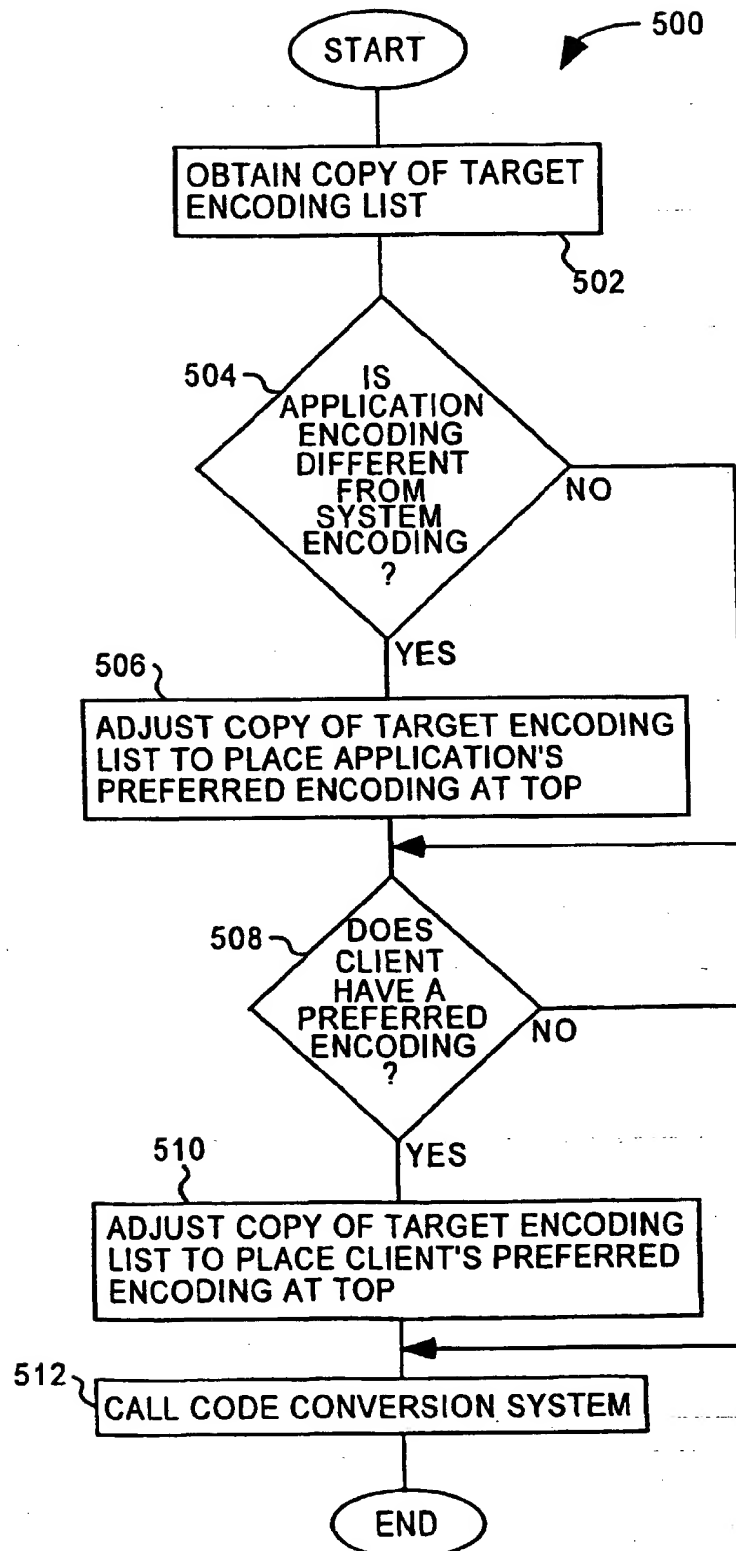 START
500
OBTAIN COPY OF TARGET
ENCODING LIST
502
504
IS
APPLICATION
ENCODING
DIFFERENT
FROM
SYSTEM
ENCODING
?
NO
YES
506
ADJUST COPY OF TARGET ENCODING
LIST TO PLACE APPLICATION'S
PREFERRED ENCODING AT TOP
508
DOES
CLIENT
HAVE A
PREFERRED
ENCODING
?
NO
YES
510
ADJUST COPY OF TARGET ENCODING
LIST TO PLACE CLIENT'S PREFERRED
ENCODING AT TOP
512
CALL CODE CONVERSION SYSTEM
END